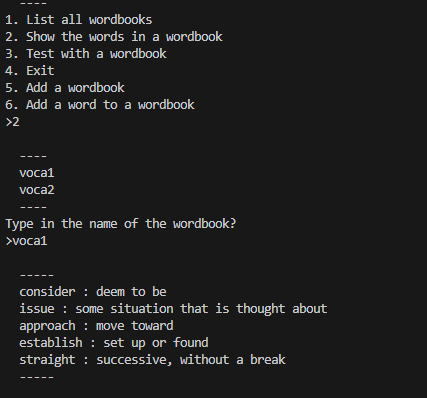 ----
1. List all wordbooks
2. Show the words in a wordbook
3. Test with a wordbook
4. Exit
5. Add a wordbook
6. Add a word to a wordbook
>2
----
voca1
voca2
----
Type in the name of the wordbook?
>voca1
-----
consider : deem to be
issue : some situation that is thought about
approach : move toward
establish : set up or found
straight : successive, without a break
-----